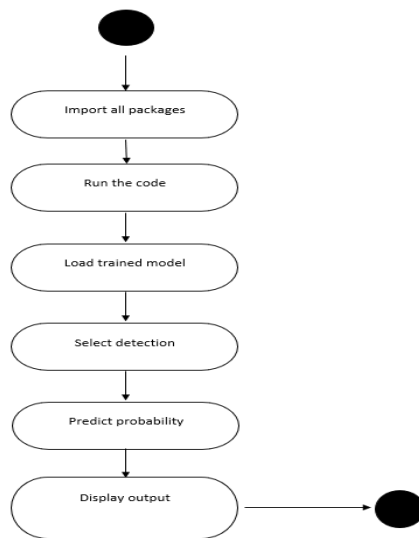 Import all packages
Run the code
Load trained model
Select detection
Predict probability
Display output